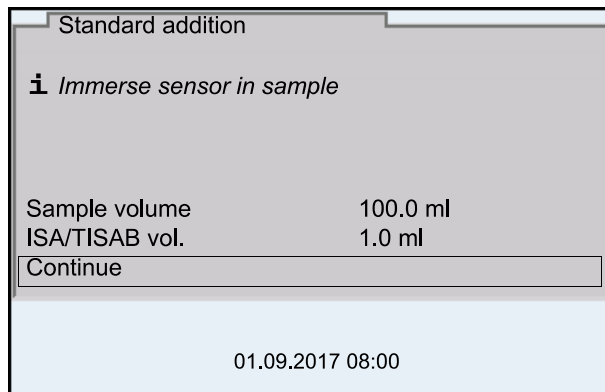 Standard addition
i Immerse sensor in sample
Sample volume 100.0 ml
ISA/TISAB vol. 1.0 ml
Continue
01.09.2017 08:00